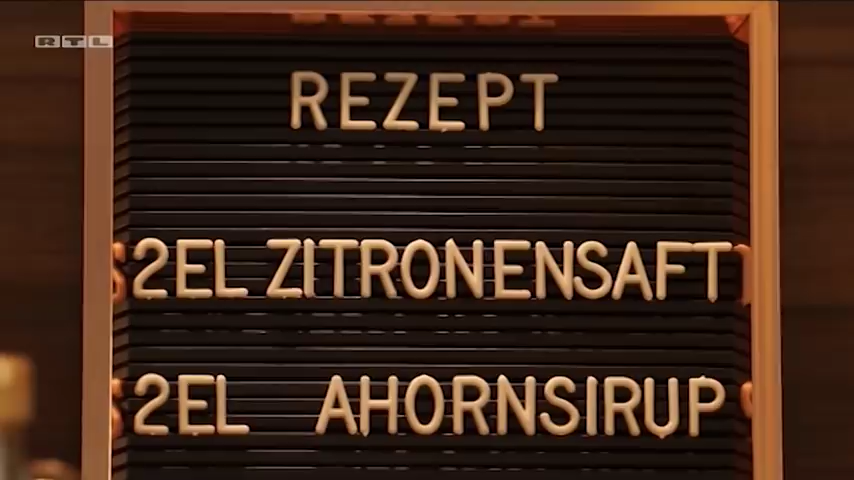 RTL
REZEPT
2EL ZITRONENSAFT
2EL AHORNSIRUP